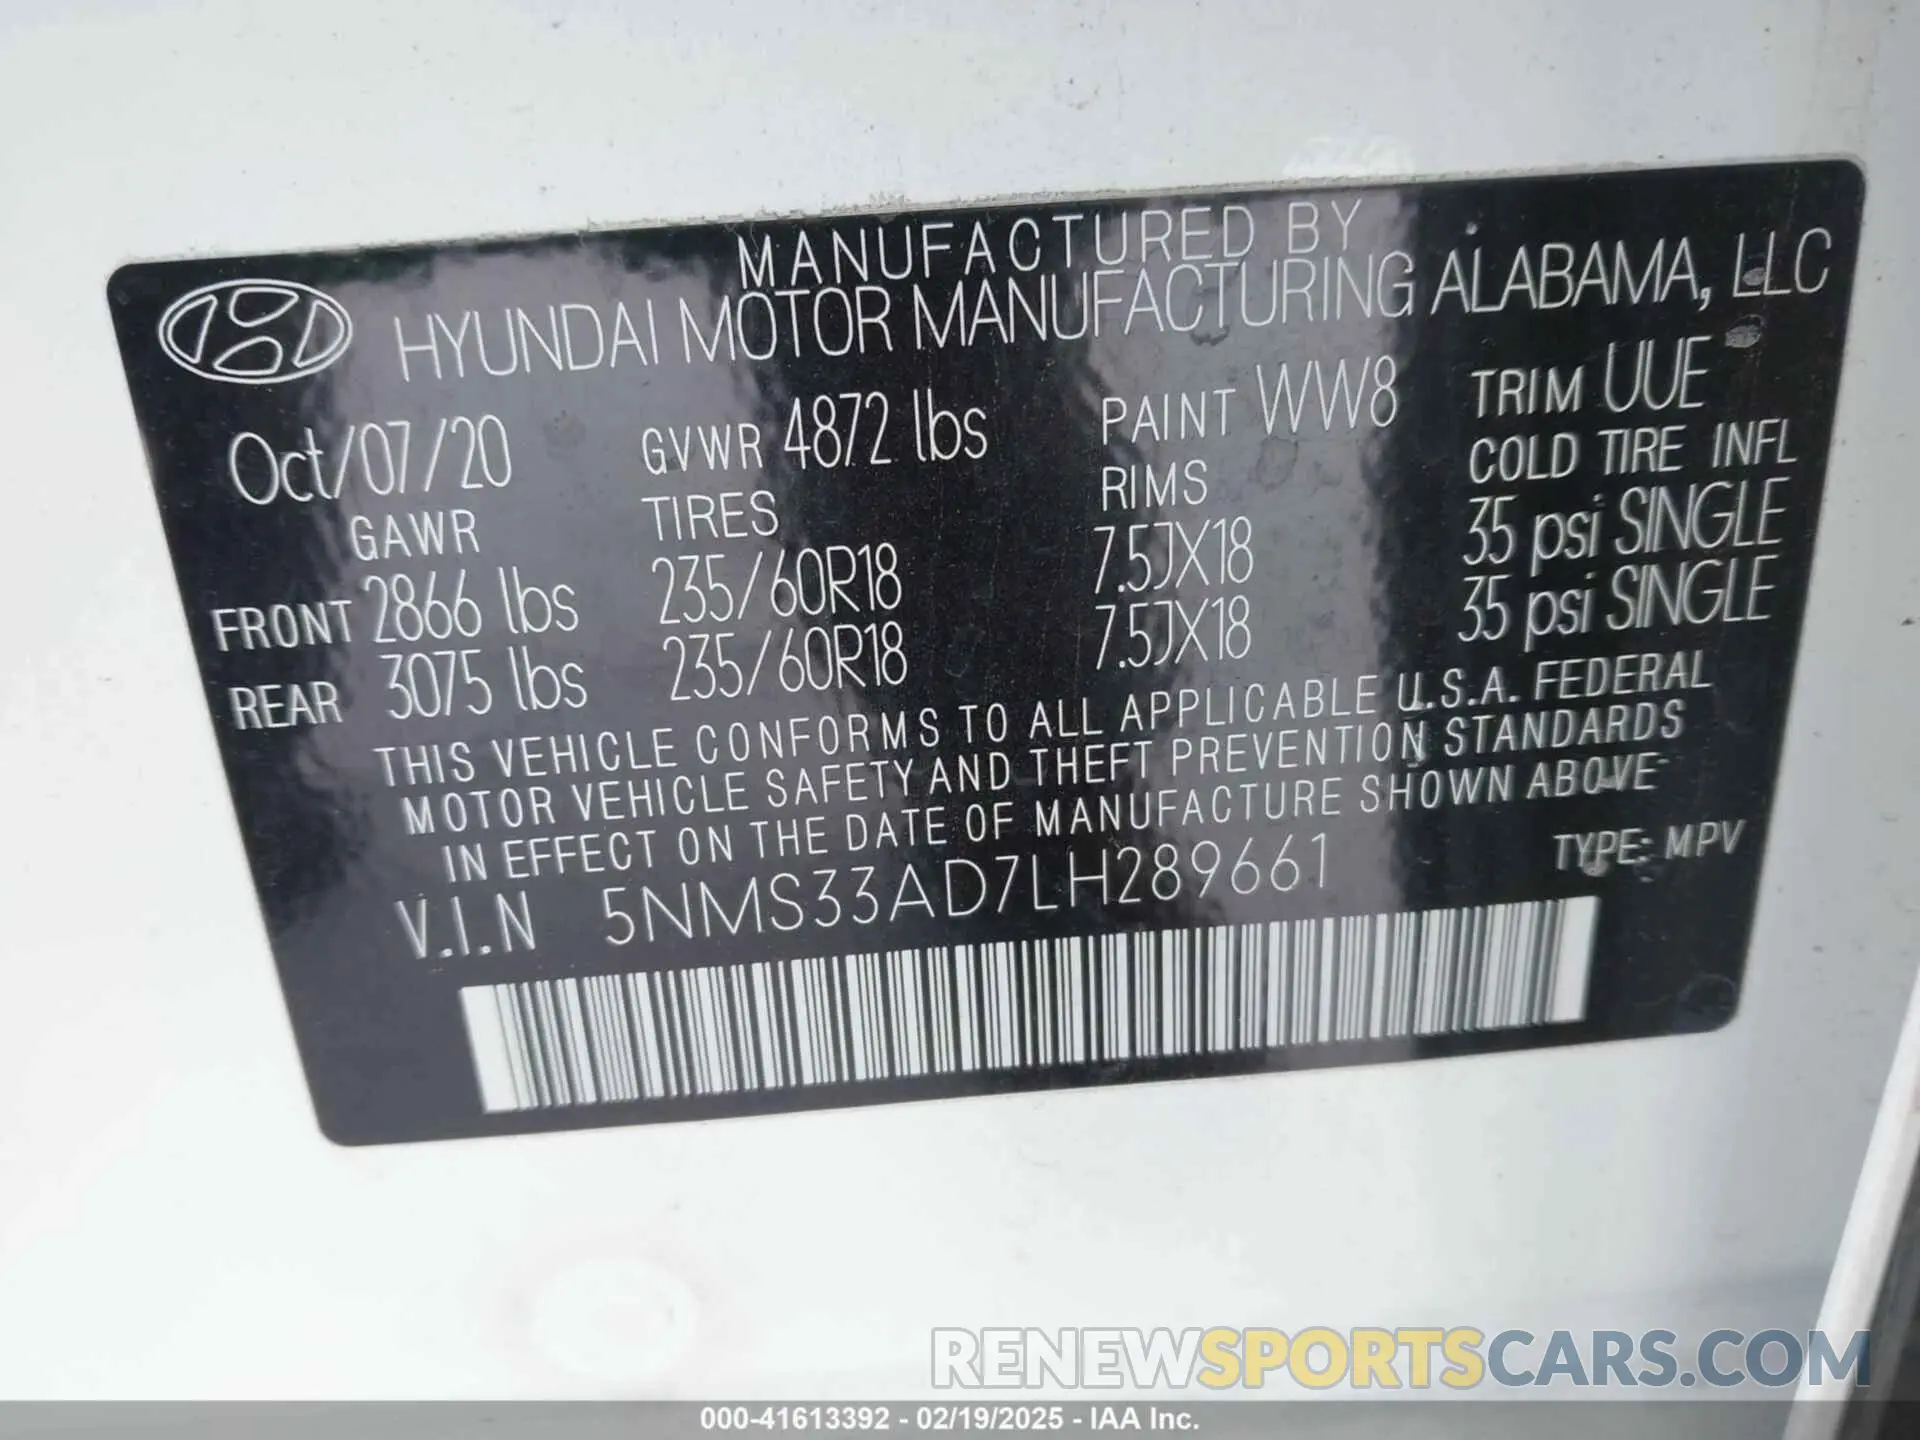 MANUFACTURED BY
HYUNDAI MOTOR MANUFACTURING ALABAMA, LLC
Oct/07/20 GVWR 4872 lbs PAINT WW8 TRIM UUE
GAWR TIRES RIMS COLD TIRE INFL
FRONT 2866 lbs 235/60R18 7.5JX18 35 psi SINGLE
REAR 3075 lbs 235/60R18 7.5JX18 35 psi SINGLE
THIS VEHICLE CONFORMS TO ALL APPLICABLE U.S.A. FEDERAL
MOTOR VEHICLE SAFETY AND THEFT PREVENTION STANDARDS
IN EFFECT ON THE DATE OF MANUFACTURE SHOWN ABOVE
V.I.N 5NMS33AD7LH289661 TYPE: MPV
RENEWSPORTSCARS.COM
000-41613392 - 02/19/2025 - IAA Inc.